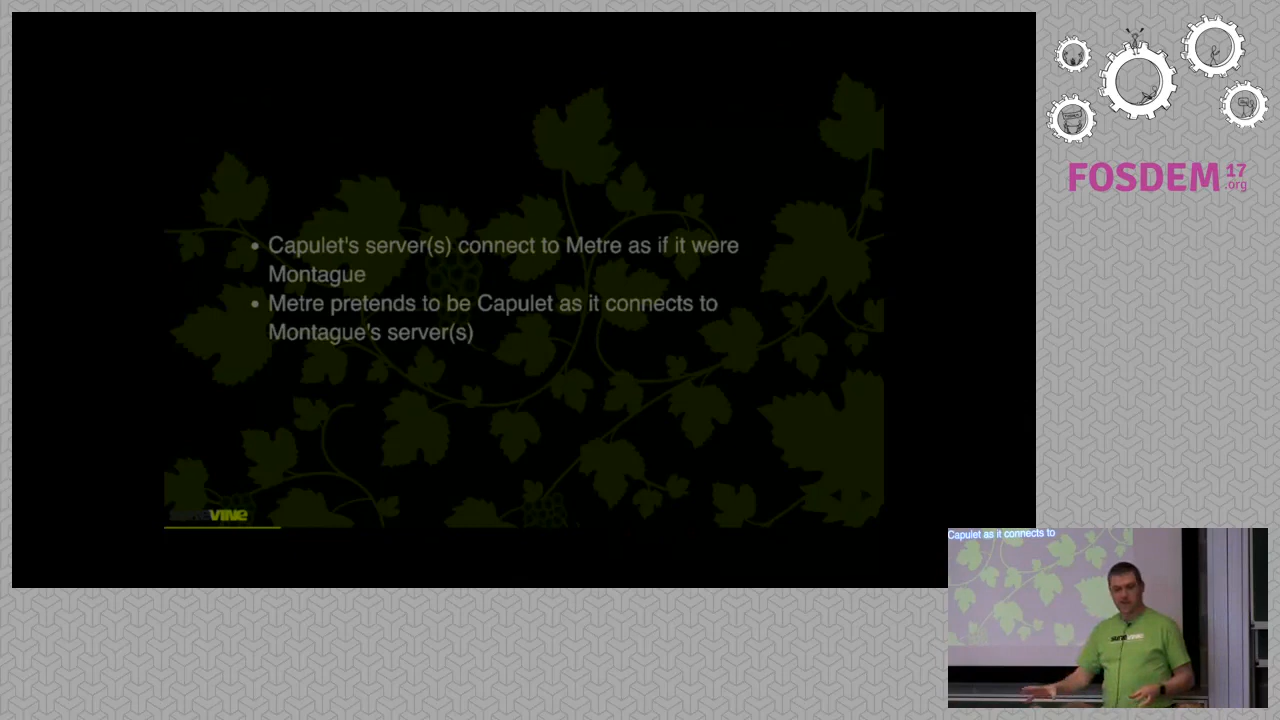 • Capulet's server(s) connect to Metre as if it were
Montague
• Metre pretends to be Capulet as it connects to
Montague's server(s)
FOSDEM 17
.org
Capulet as it connects to